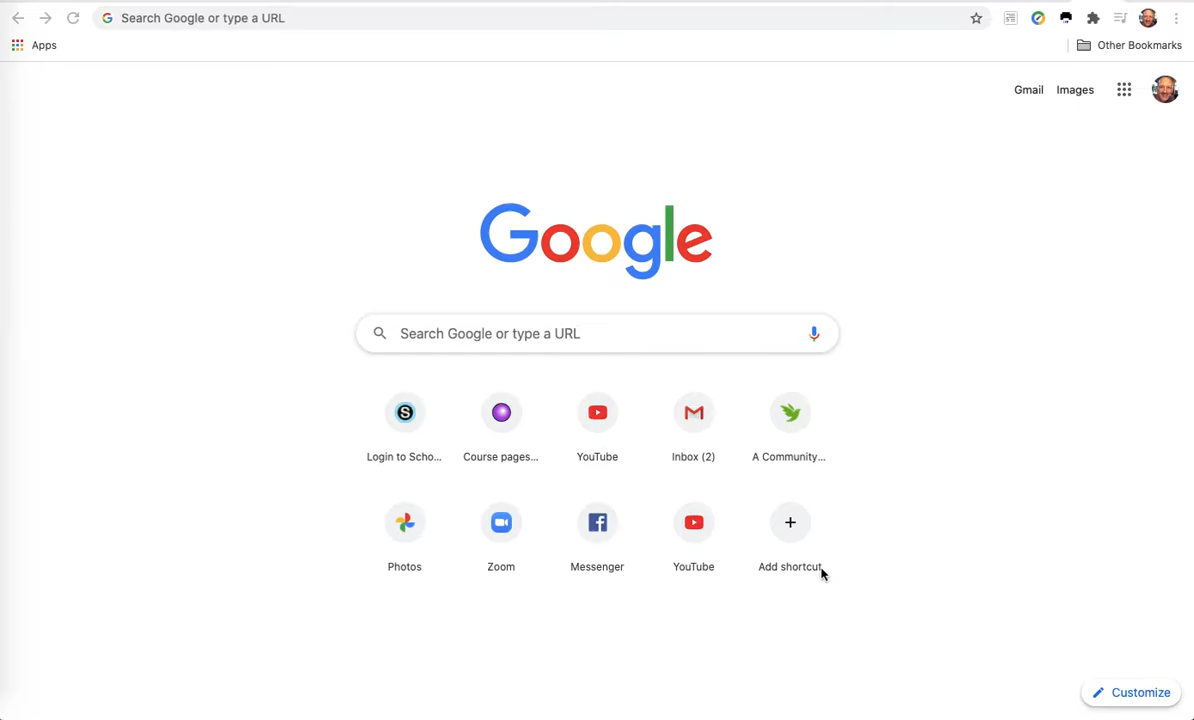 Search Google or type a URL
Apps
Other Bookmarks
Gmail Images
Google
Search Google or type a URL
S
Login to Scho... Course pages... YouTube Inbox (2) A Community...
Photos Zoom Messenger YouTube Add shortcut
Customize